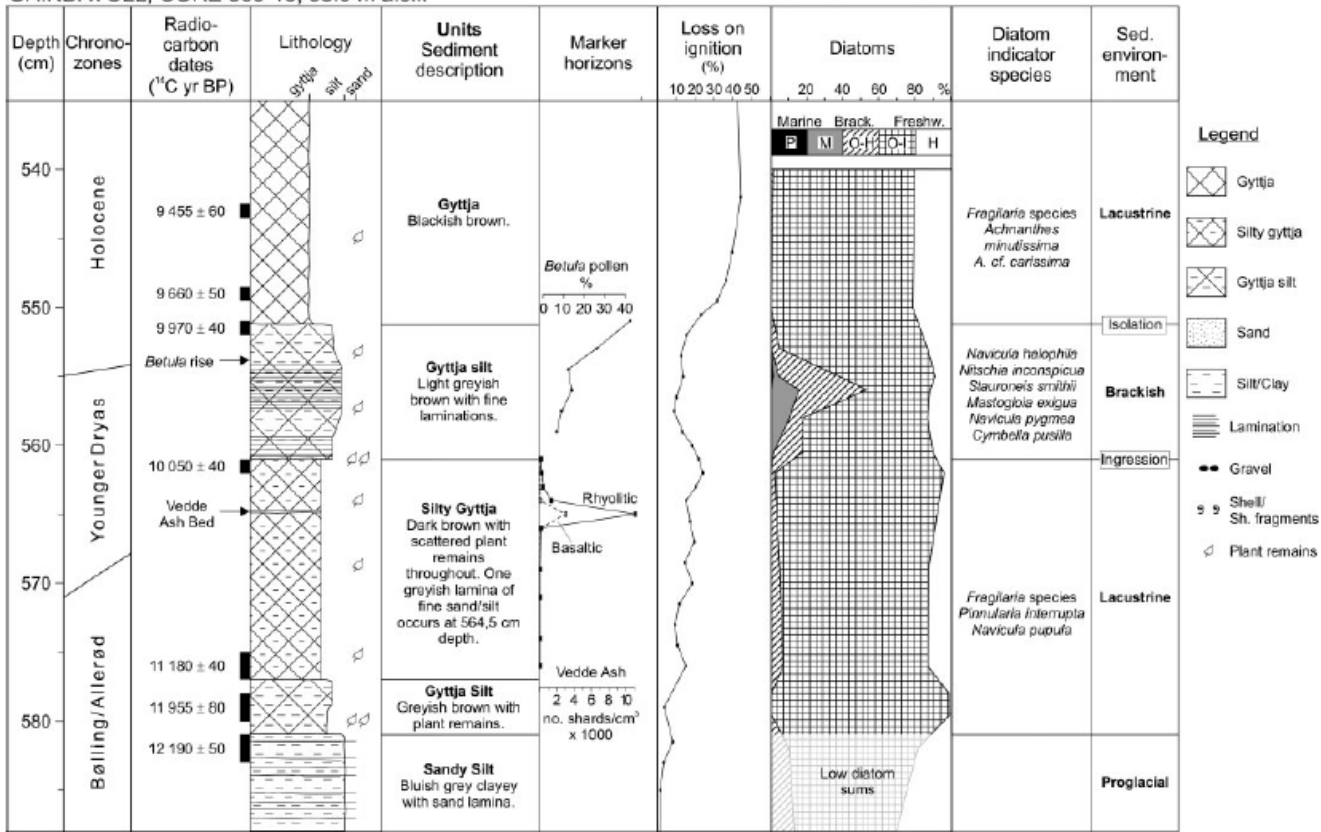 Depth (cm)
Chrono-zones
Radio-carbon dates (¹⁴C yr BP)
Lithology
gyttja silt sand
Units
Sediment description
Marker horizons
Loss on ignition (%)
10 20 30 40 50
Diatoms
20 40 60 80 %
Diatom indicator species
Sed. environ-ment
Marine Brack. Freshw.
P M O-H O-I H
540
550
560
570
580
Holocene
Younger Dryas
Bølling/Allerød
9 455 ± 60
9 660 ± 50
9 970 ± 40
Betula rise
10 050 ± 40
Vedde Ash Bed
11 180 ± 40
11 955 ± 80
12 190 ± 50
Gyttja
Blackish brown.
Gyttja silt
Light greyish
brown with fine
laminations.
Silty Gyttja
Dark brown with
scattered plant
remains
throughout. One
greyish lamina of
fine sand/silt
occurs at 564,5 cm
depth.
Gyttja Silt
Greyish brown with
plant remains.
Sandy Silt
Bluish grey clayey
with sand lamina.
Betula pollen
%
0 10 20 30 40
Rhyolitic
Basaltic
Vedde Ash
2 4 6 8 10
no. shards/cm³
x 1000
Low diatom
sums
Fragilaria species
Achnanthes
minutissima
A. cf. carissima
Navicula halophila
Nitschia inconspicua
Stauroneis smithii
Mastogloia exigua
Navicula pygmea
Cymbella pusilla
Fragilaria species
Pinnularia interrupta
Navicula pupula
Lacustrine
Isolation
Brackish
Ingression
Lacustrine
Proglacial
Legend
Gyttja
Silty gyttja
Gyttja silt
Sand
Silt/Clay
Lamination
Gravel
Shell/
Sh. fragments
Plant remains